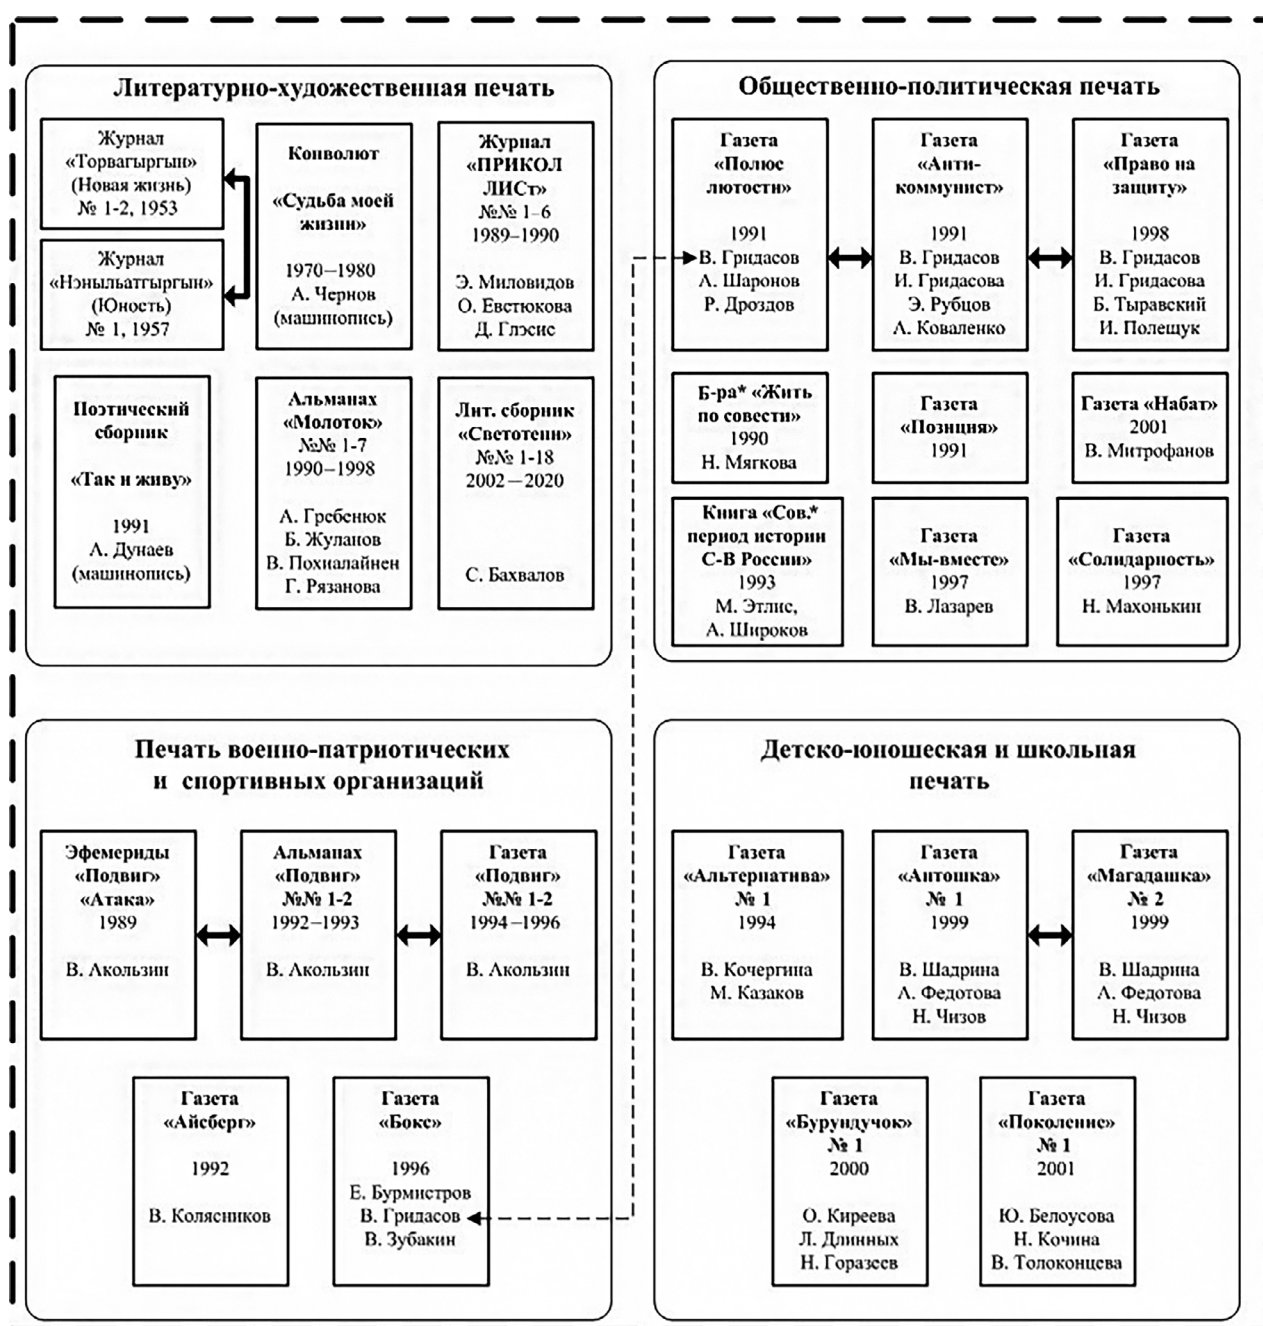 Литературно-художественная печать
Журнал
«Торвагыргын»
(Новая жизнь)
№ 1-2, 1953
Журнал
«Нэныльатгыргын»
(Юность)
№ 1, 1957
Конволют
«Судьба моей
жизни»
1970–1980
А. Чернов
(машинопись)
Журнал
«ПРИКОЛ
ЛИСт»
№№ 1–6
1989–1990
Э. Миловидов
О. Евстюкова
Д. Глэсис
Поэтический
сборник
«Так и живу»
1991
А. Дунаев
(машинопись)
Альманах
«Молоток»
№№ 1-7
1990–1998
А. Гребенюк
Б. Жуланов
В. Похиалайнен
Г. Рязанова
Лит. сборник
«Светотени»
№№ 1-18
2002—2020
С. Бахвалов
Общественно-политическая печать
Газета
«Полюс
лютости»
1991
В. Гридасов
А. Шаронов
Р. Дроздов
Газета
«Анти-
коммунист»
1991
В. Гридасов
И. Гридасова
Э. Рубцов
А. Коваленко
Газета
«Право на
защиту»
1998
В. Гридасов
И. Гридасова
Б. Тыравский
И. Полещук
Б-ра* «Жить
по совести»
1990
Н. Мягкова
Газета
«Позиция»
1991
Газета «Набат»
2001
В. Митрофанов
Книга «Сов.*
период истории
С-В России»
1993
М. Этлис,
А. Широков
Газета
«Мы-вместе»
1997
В. Лазарев
Газета
«Солидарность»
1997
Н. Махонькин
Печать военно-патриотических
и спортивных организаций
Эфемериды
«Подвиг»
«Атака»
1989
В. Акользин
Альманах
«Подвиг»
№№ 1-2
1992–1993
В. Акользин
Газета
«Подвиг»
№№ 1-2
1994–1996
В. Акользин
Газета
«Айсберг»
1992
В. Колясников
Газета
«Бокс»
1996
Е. Бурмистров
В. Гридасов
В. Зубакин
Детско-юношеская и школьная
печать
Газета
«Альтернатива»
№ 1
1994
В. Кочергина
М. Казаков
Газета
«Антошка»
№ 1
1999
В. Шадрина
А. Федотова
Н. Чизов
Газета
«Магадашка»
№ 2
1999
В. Шадрина
А. Федотова
Н. Чизов
Газета
«Бурундучок»
№ 1
2000
О. Киреева
Л. Длинных
Н. Горазеев
Газета
«Поколение»
№ 1
2001
Ю. Белоусова
Н. Кочина
В. Толоконцева